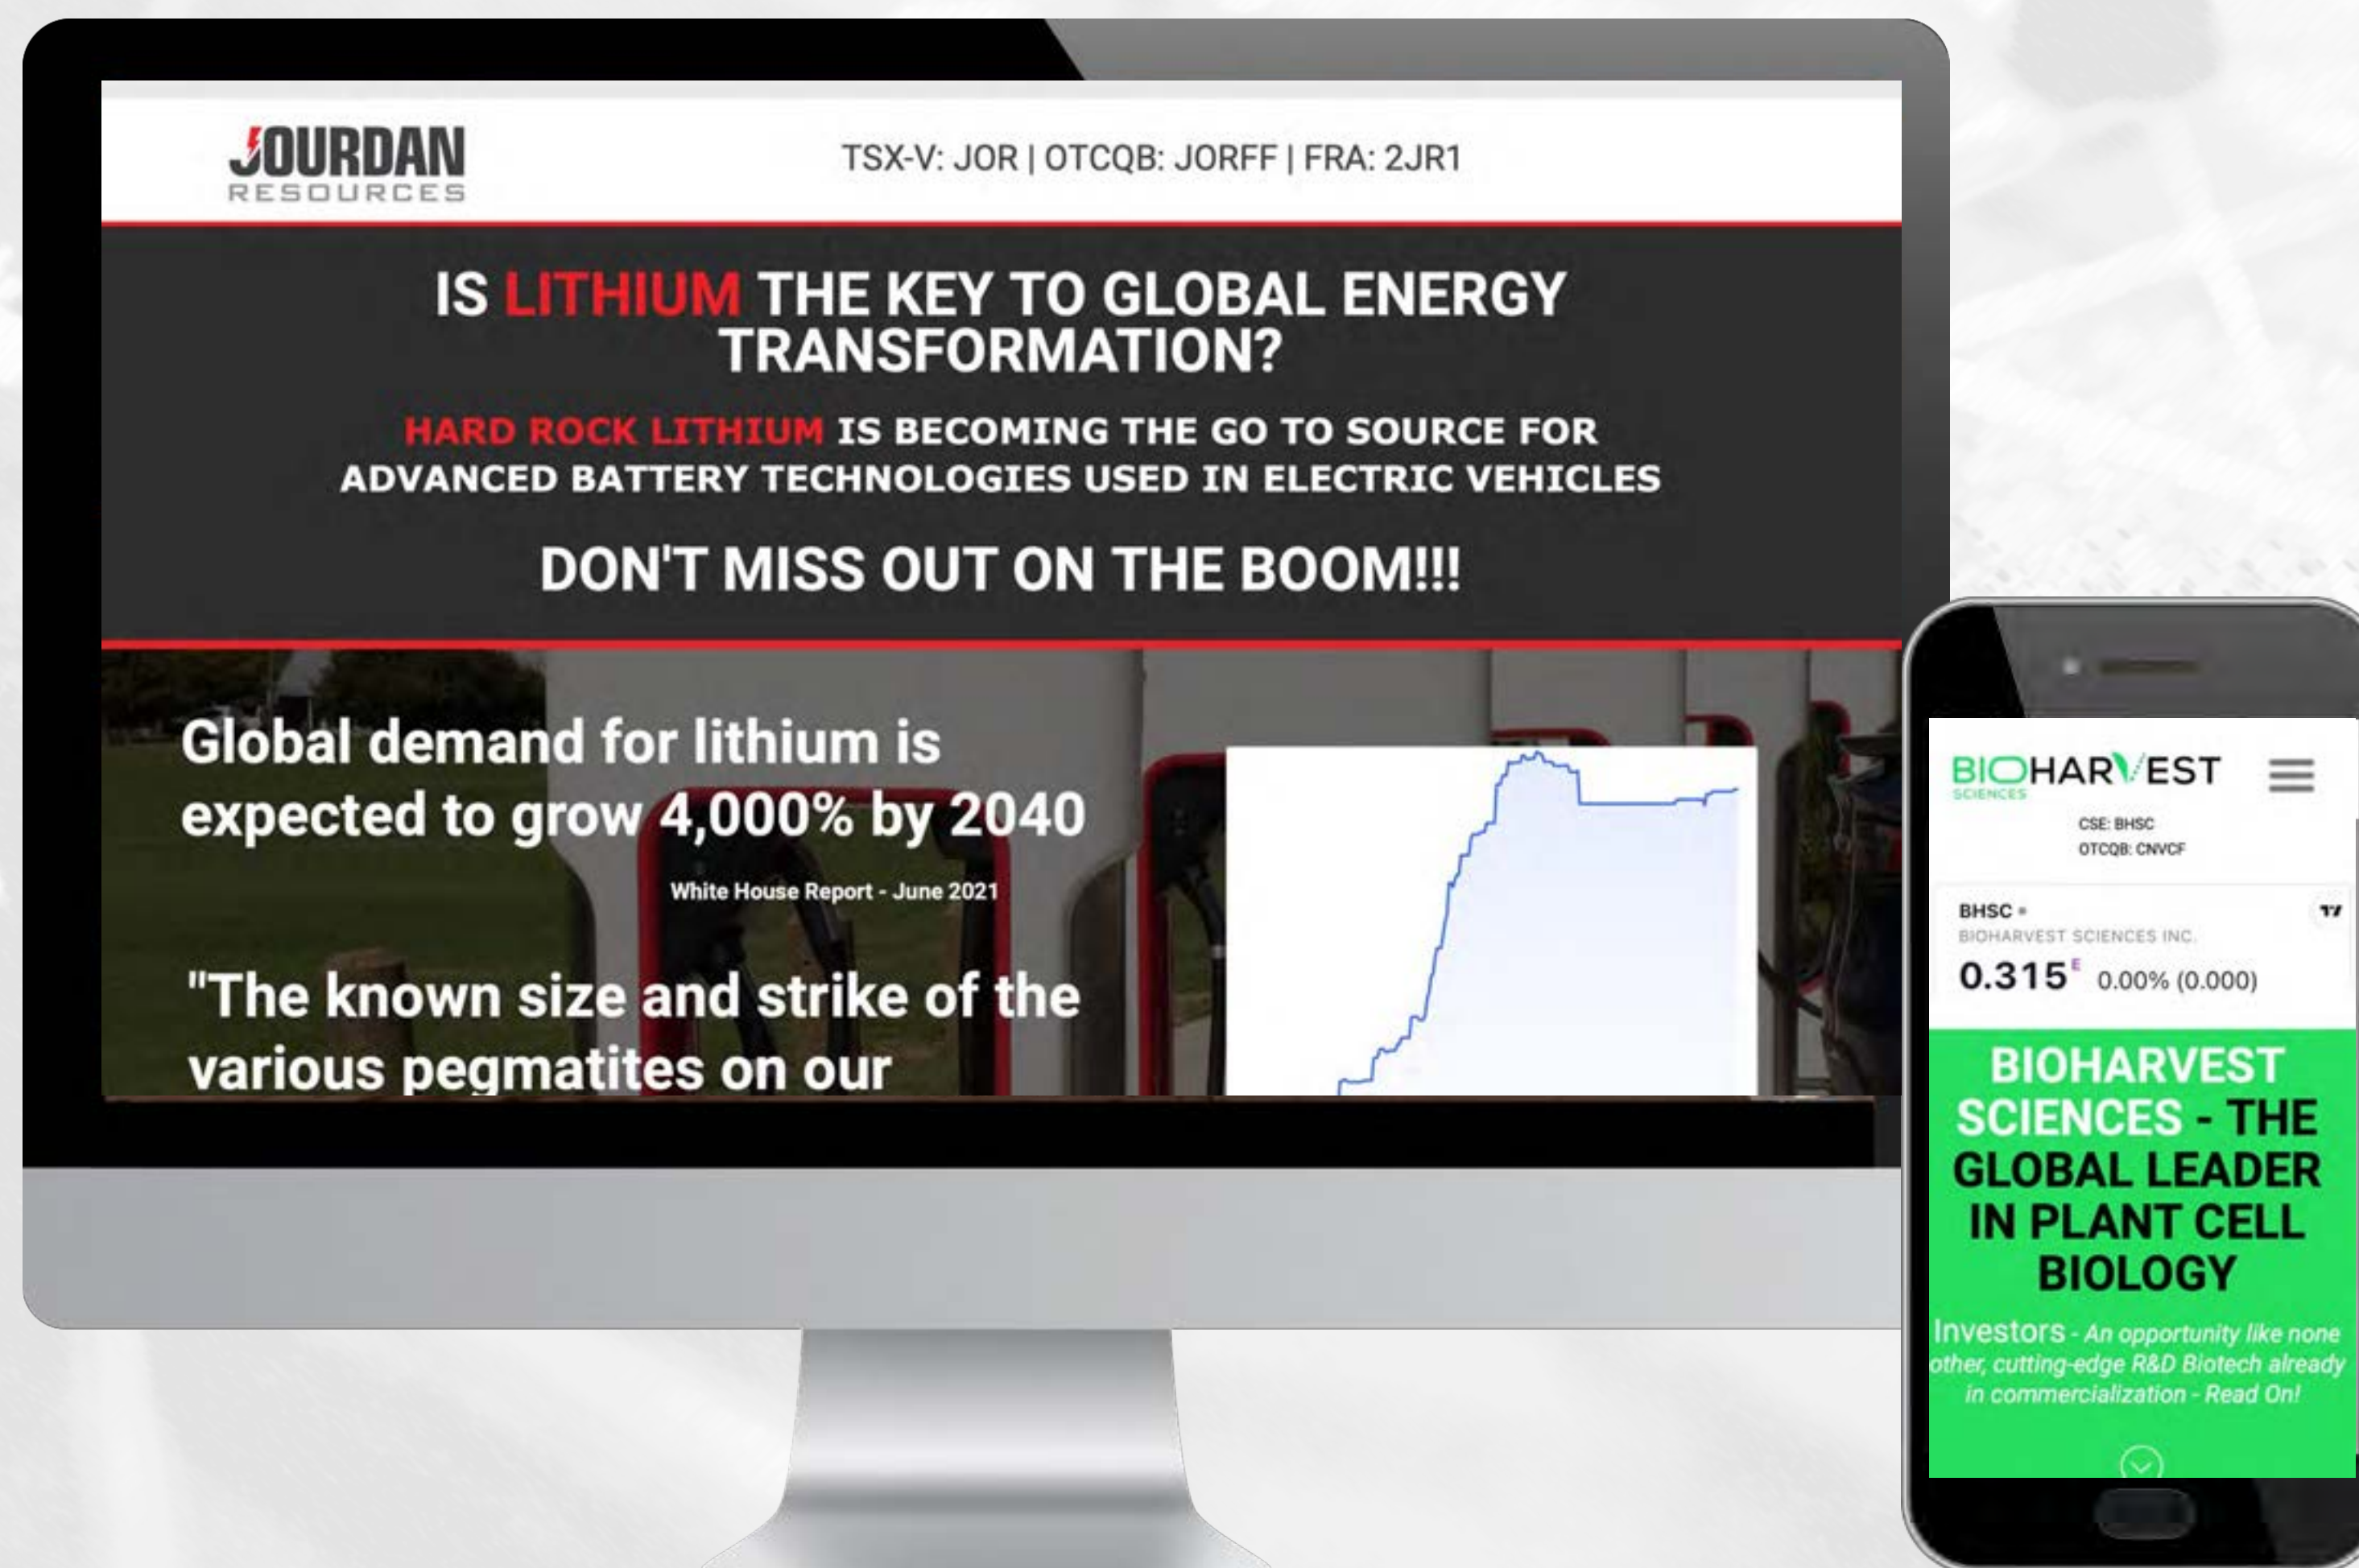 JOURDAN
RESOURCES
TSX-V: JOR | OTCQB: JORFF | FRA: 2JR1
IS LITHIUM THE KEY TO GLOBAL ENERGY
TRANSFORMATION?
HARD ROCK LITHIUM IS BECOMING THE GO TO SOURCE FOR
ADVANCED BATTERY TECHNOLOGIES USED IN ELECTRIC VEHICLES
DON'T MISS OUT ON THE BOOM!!!
Global demand for lithium is
expected to grow 4,000% by 2040
White House Report - June 2021
"The known size and strike of the
various pegmatites on our
BIOHARVEST
SCIENCES
CSE: BHSC
OTCQB: CNVCF
BHSC
BIOHARVEST SCIENCES INC.
0.315 E 0.00% (0.000)
BIOHARVEST
SCIENCES - THE
GLOBAL LEADER
IN PLANT CELL
BIOLOGY
Investors - An opportunity like none
other, cutting-edge R&D Biotech already
in commercialization - Read On!